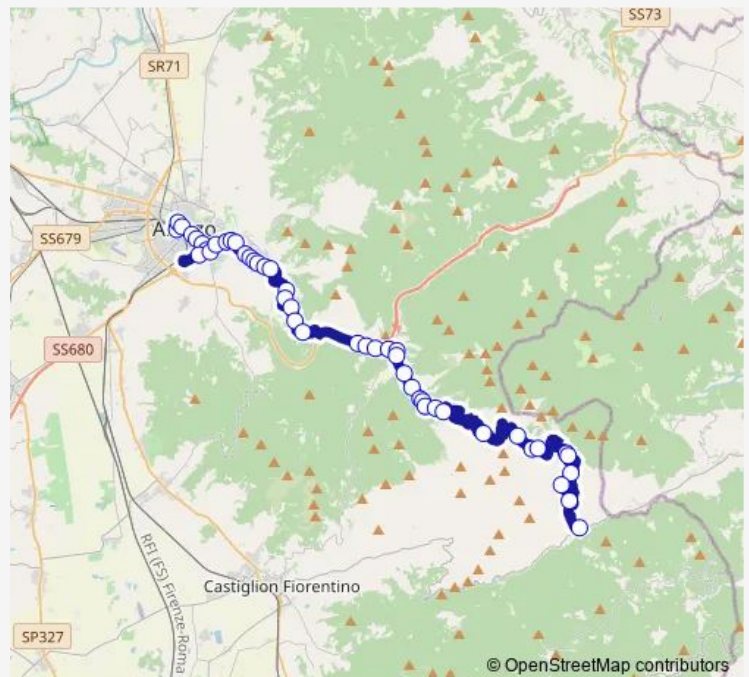 SS73
SR71
SS679
SS680
RFI (FS) Firenze-Roma
Castiglion Fiorentino
SP327
© OpenStreetMap contributors